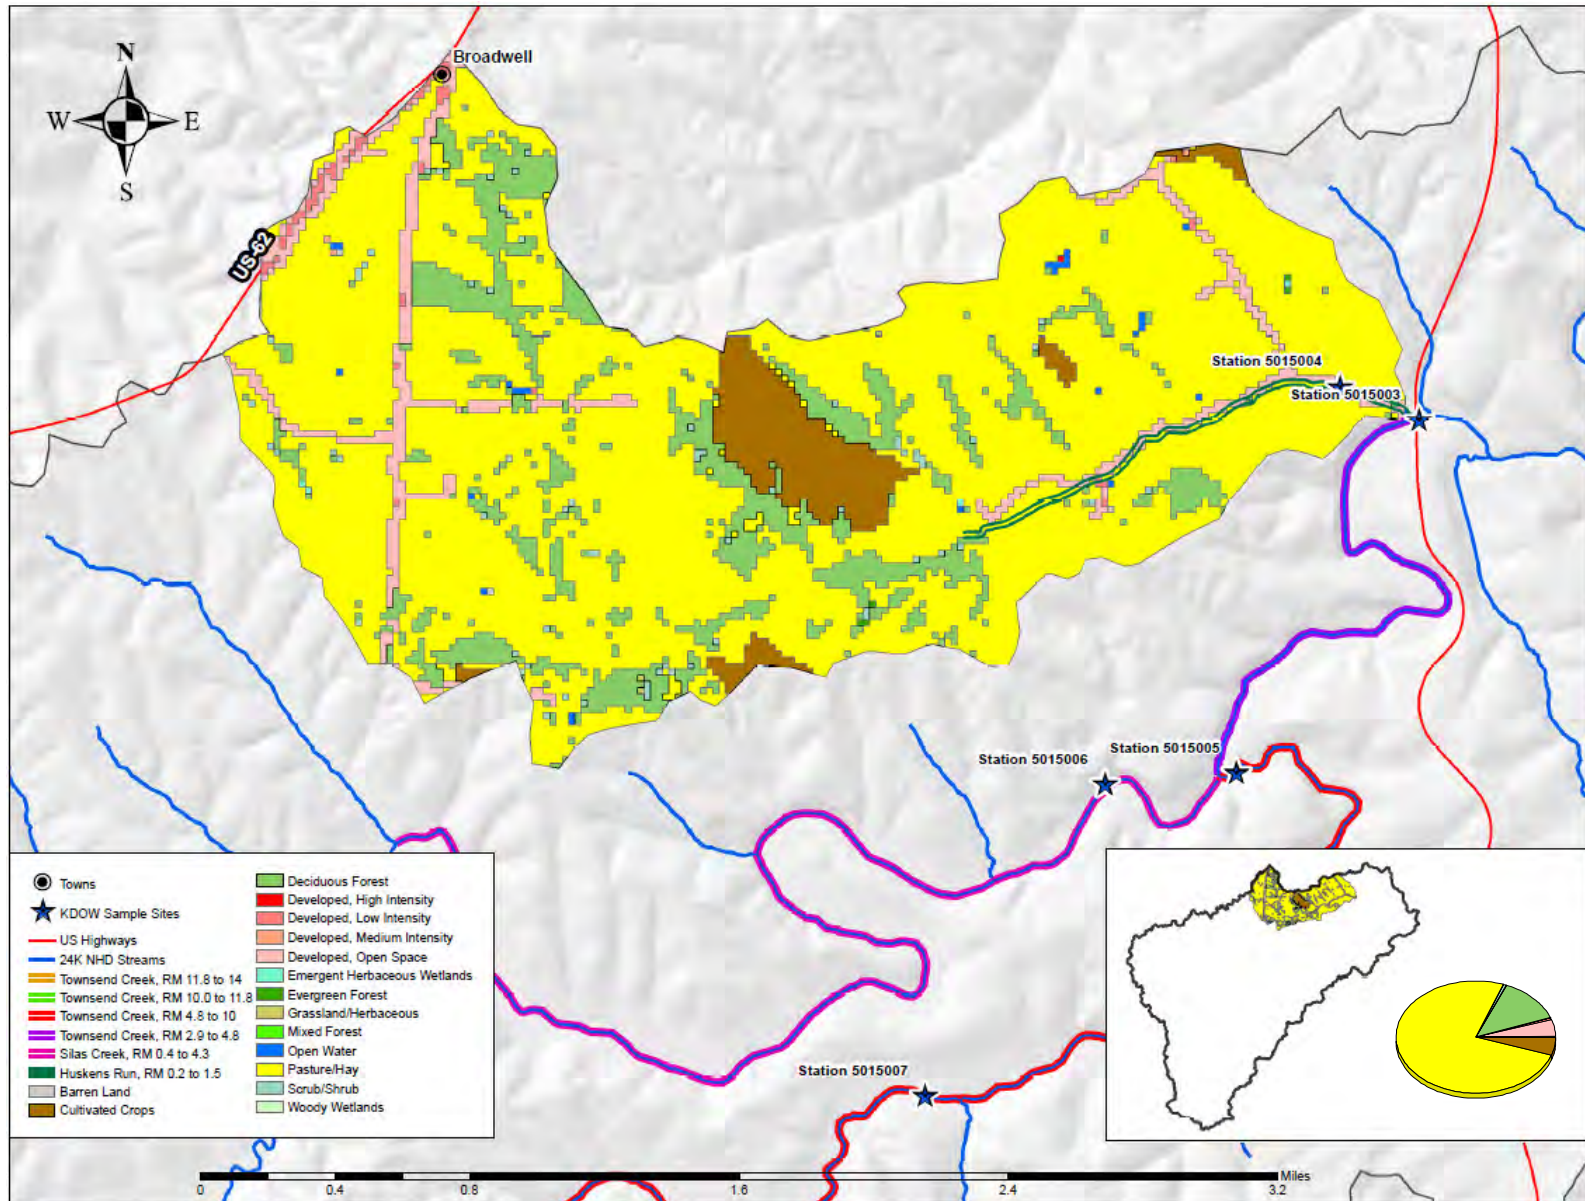 N
W E
S
Broadwell
US-62
Station 5015004
Station 5015003
Station 5015005
Station 5015006
Station 5015007
Towns
KDOW Sample Sites
US Highways
24K NHD Streams
Townsend Creek, RM 11.8 to 14
Townsend Creek, RM 10.0 to 11.8
Townsend Creek, RM 4.8 to 10
Townsend Creek, RM 2.9 to 4.8
Silas Creek, RM 0.4 to 4.3
Huskens Run, RM 0.2 to 1.5
Barren Land
Cultivated Crops
Deciduous Forest
Developed, High Intensity
Developed, Low Intensity
Developed, Medium Intensity
Developed, Open Space
Emergent Herbaceous Wetlands
Evergreen Forest
Grassland/Herbaceous
Mixed Forest
Open Water
Pasture/Hay
Scrub/Shrub
Woody Wetlands
0 0.4 0.8 1.6 2.4 3.2 Miles